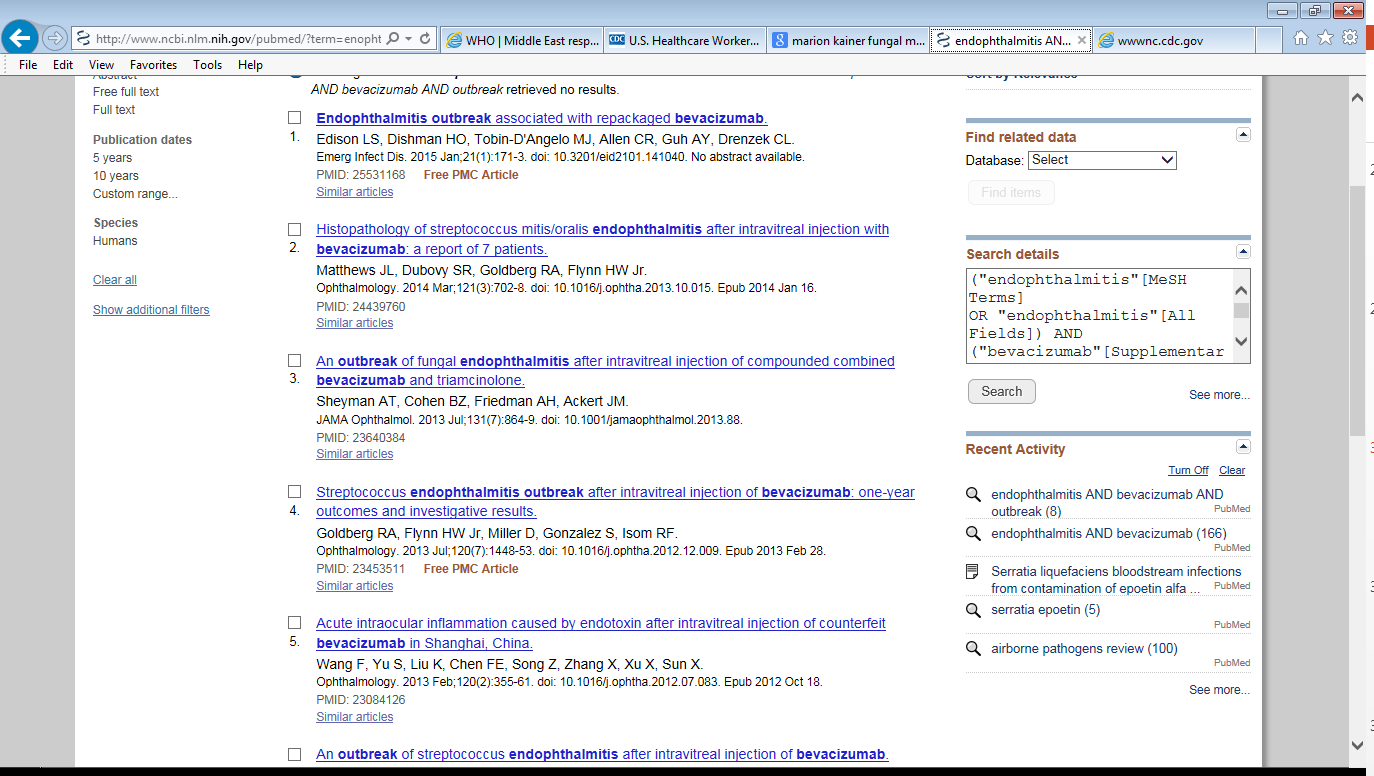 http://www.ncbi.nlm.nih.gov/pubmed/?term=enopht
WHO | Middle East resp...
CDC U.S. Healthcare Worker...
marion kainer fungal m...
endophthalmitis AN...
wwwnc.cdc.gov
File Edit View Favorites Tools Help
Abstract
Free full text
Full text
Publication dates
5 years
10 years
Custom range...
Species
Humans
Clear all
Show additional filters
AND bevacizumab AND outbreak retrieved no results.
Endophthalmitis outbreak associated with repackaged bevacizumab.
1. Edison LS, Dishman HO, Tobin-D'Angelo MJ, Allen CR, Guh AY, Drenzek CL.
Emerg Infect Dis. 2015 Jan;21(1):171-3. doi: 10.3201/eid2101.141040. No abstract available.
PMID: 25531168 Free PMC Article
Similar articles
Histopathology of streptococcus mitis/oralis endophthalmitis after intravitreal injection with
2. bevacizumab: a report of 7 patients.
Matthews JL, Dubovy SR, Goldberg RA, Flynn HW Jr.
Ophthalmology. 2014 Mar;121(3):702-8. doi: 10.1016/j.ophtha.2013.10.015. Epub 2014 Jan 16.
PMID: 24439760
Similar articles
An outbreak of fungal endophthalmitis after intravitreal injection of compounded combined
3. bevacizumab and triamcinolone.
Sheyman AT, Cohen BZ, Friedman AH, Ackert JM.
JAMA Ophthalmol. 2013 Jul;131(7):864-9. doi: 10.1001/jamaophthalmol.2013.88.
PMID: 23640384
Similar articles
Streptococcus endophthalmitis outbreak after intravitreal injection of bevacizumab: one-year
4. outcomes and investigative results.
Goldberg RA, Flynn HW Jr, Miller D, Gonzalez S, Isom RF.
Ophthalmology. 2013 Jul;120(7):1448-53. doi: 10.1016/j.ophtha.2012.12.009. Epub 2013 Feb 28.
PMID: 23453511 Free PMC Article
Similar articles
Acute intraocular inflammation caused by endotoxin after intravitreal injection of counterfeit
5. bevacizumab in Shanghai, China.
Wang F, Yu S, Liu K, Chen FE, Song Z, Zhang X, Xu X, Sun X.
Ophthalmology. 2013 Feb;120(2):355-61. doi: 10.1016/j.ophtha.2012.07.083. Epub 2012 Oct 18.
PMID: 23084126
Similar articles
An outbreak of streptococcus endophthalmitis after intravitreal injection of bevacizumab.
Sort by Relevance
Find related data
Database: Select
Find items
Search details
("endophthalmitis"[MeSH
Terms]
OR "endophthalmitis"[All
Fields]) AND
("bevacizumab"[Supplementar
Search
See more...
Recent Activity
Turn Off Clear
endophthalmitis AND bevacizumab AND
outbreak (8)
PubMed
endophthalmitis AND bevacizumab (166)
PubMed
Serratia liquefaciens bloodstream infections
from contamination of epoetin alfa ...
PubMed
serratia epoetin (5)
PubMed
airborne pathogens review (100)
PubMed
See more...